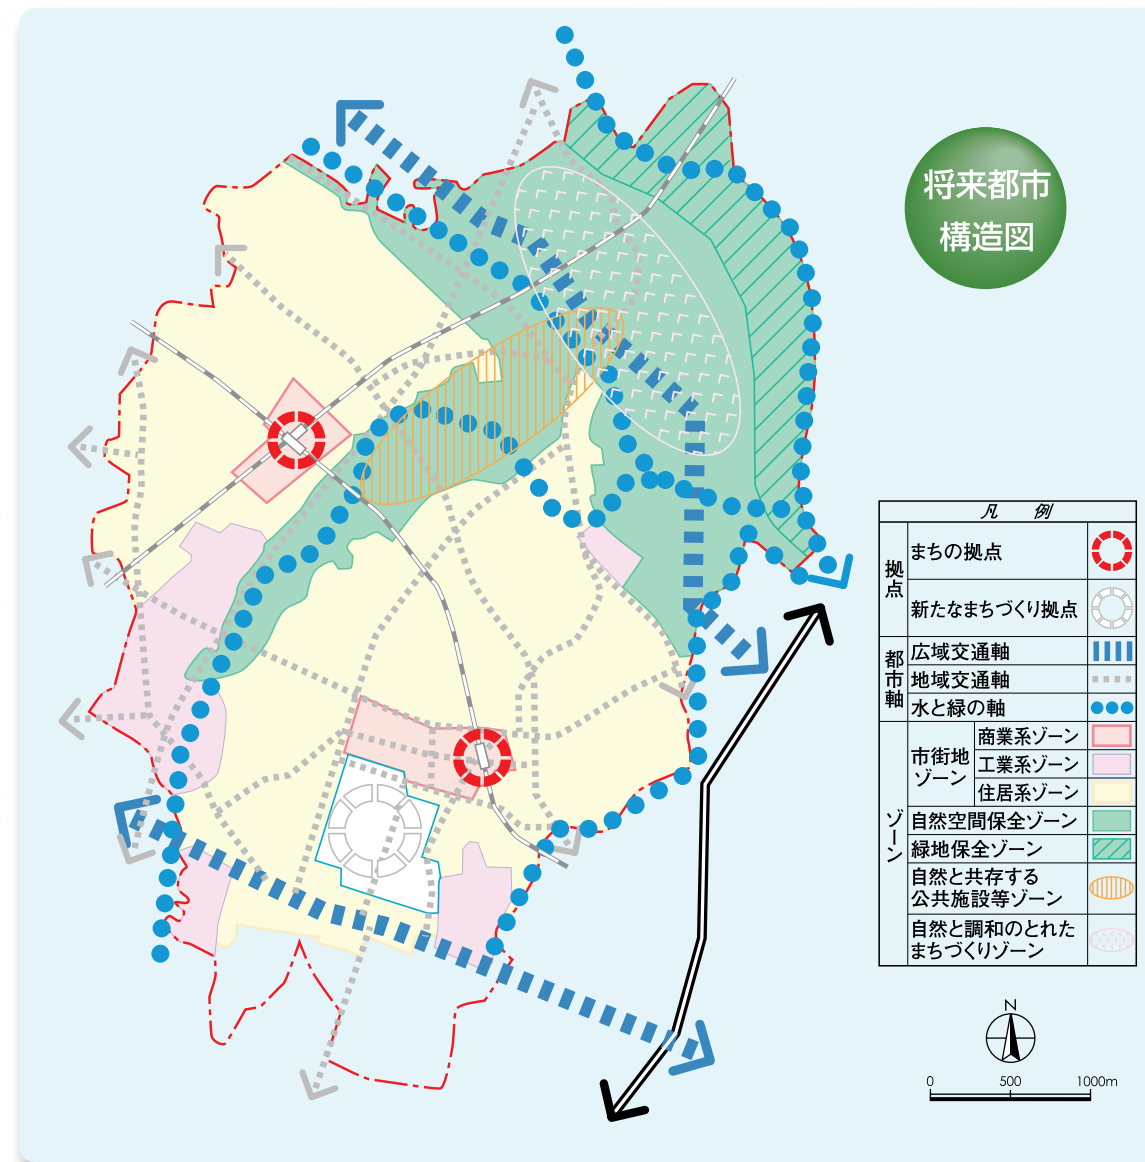 将来都市
構造図
凡 例
拠点
まちの拠点
新たなまちづくり拠点
都市軸
広域交通軸
地域交通軸
水と緑の軸
ゾーン
市街地
ゾーン
商業系ゾーン
工業系ゾーン
住居系ゾーン
自然空間保全ゾーン
緑地保全ゾーン
自然と共存する
公共施設等ゾーン
自然と調和のとれた
まちづくりゾーン
N
0 500 1000m